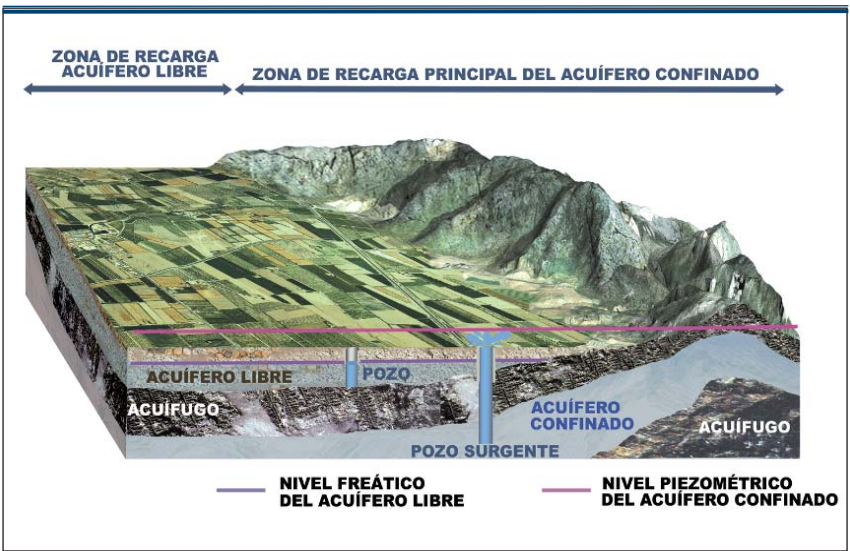 ZONA DE RECARGA
ACUÍFERO LIBRE
ZONA DE RECARGA PRINCIPAL DEL ACUÍFERO CONFINADO
ACUÍFERO LIBRE
POZO
ACUÍFUGO
ACUÍFERO
CONFINADO
ACUÍFUGO
POZO SURGENTE
NIVEL FREÁTICO
DEL ACUÍFERO LIBRE
NIVEL PIEZOMÉTRICO
DEL ACUÍFERO CONFINADO